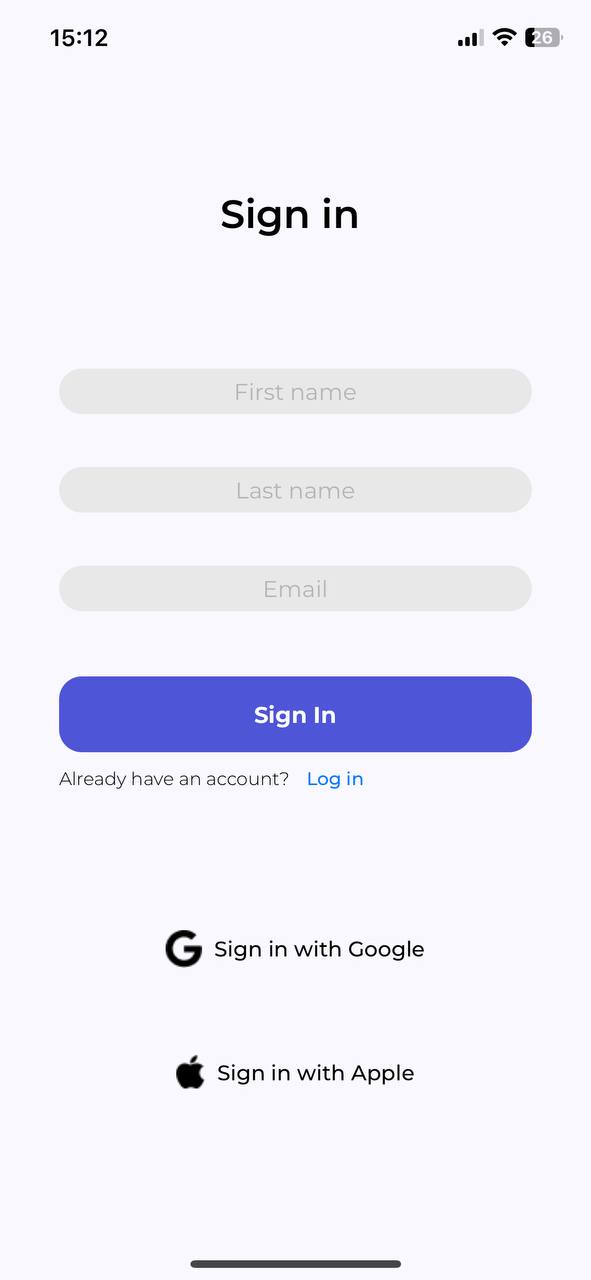 15:12
26
Sign in
First name
Last name
Email
Sign In
Already have an account? Log in
Sign in with Google
Sign in with Apple